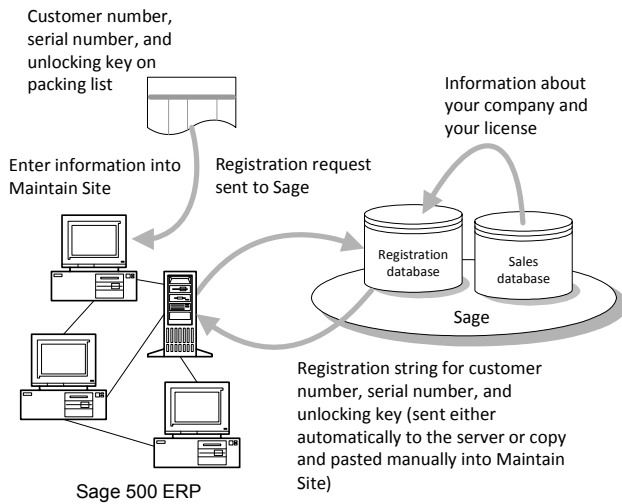 Customer number,
serial number, and
unlocking key on
packing list
Information about
your company and
your license
Enter information into
Maintain Site
Registration request
sent to Sage
Registration
database
Sales
database
Sage
Registration string for customer
number, serial number, and
unlocking key (sent either
automatically to the server or copy
and pasted manually into Maintain
Site)
Sage 500 ERP